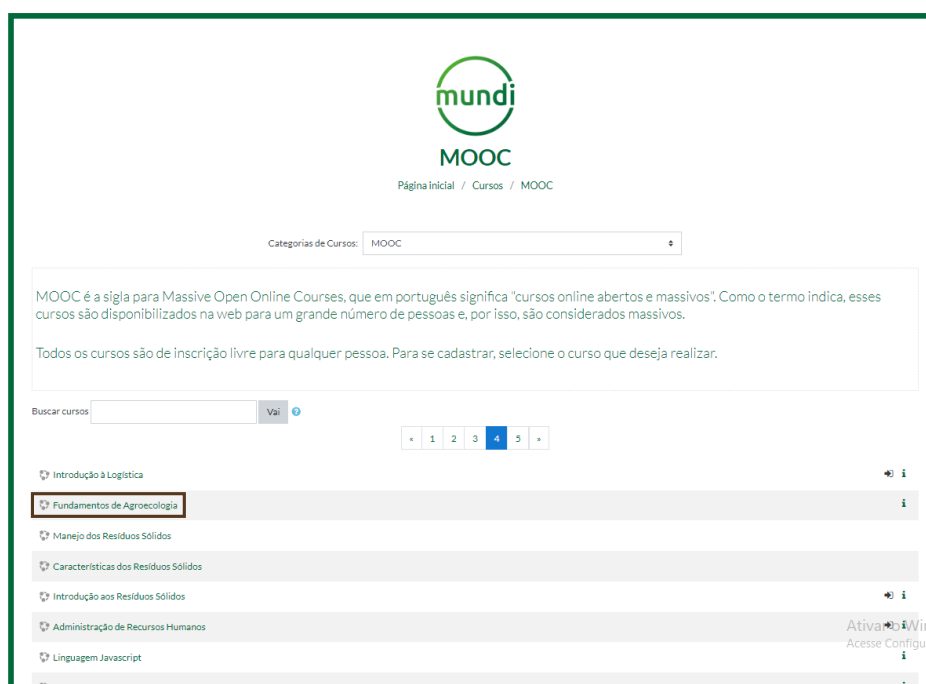 mundi
MOOC
Página inicial / Cursos / MOOC
Categorias de Cursos: MOOC
MOOC é a sigla para Massive Open Online Courses, que em português significa "cursos online abertos e massivos". Como o termo indica, esses
cursos são disponibilizados na web para um grande número de pessoas e, por isso, são considerados massivos.
Todos os cursos são de inscrição livre para qualquer pessoa. Para se cadastrar, selecione o curso que deseja realizar.
Buscar cursos Vai ?
« 1 2 3 4 5 »
Introdução à Logística
Fundamentos de Agroecologia
Manejo dos Resíduos Sólidos
Características dos Resíduos Sólidos
Introdução aos Resíduos Sólidos
Administração de Recursos Humanos
Linguagem Javascript
Ativar o Win
Acesse Configu